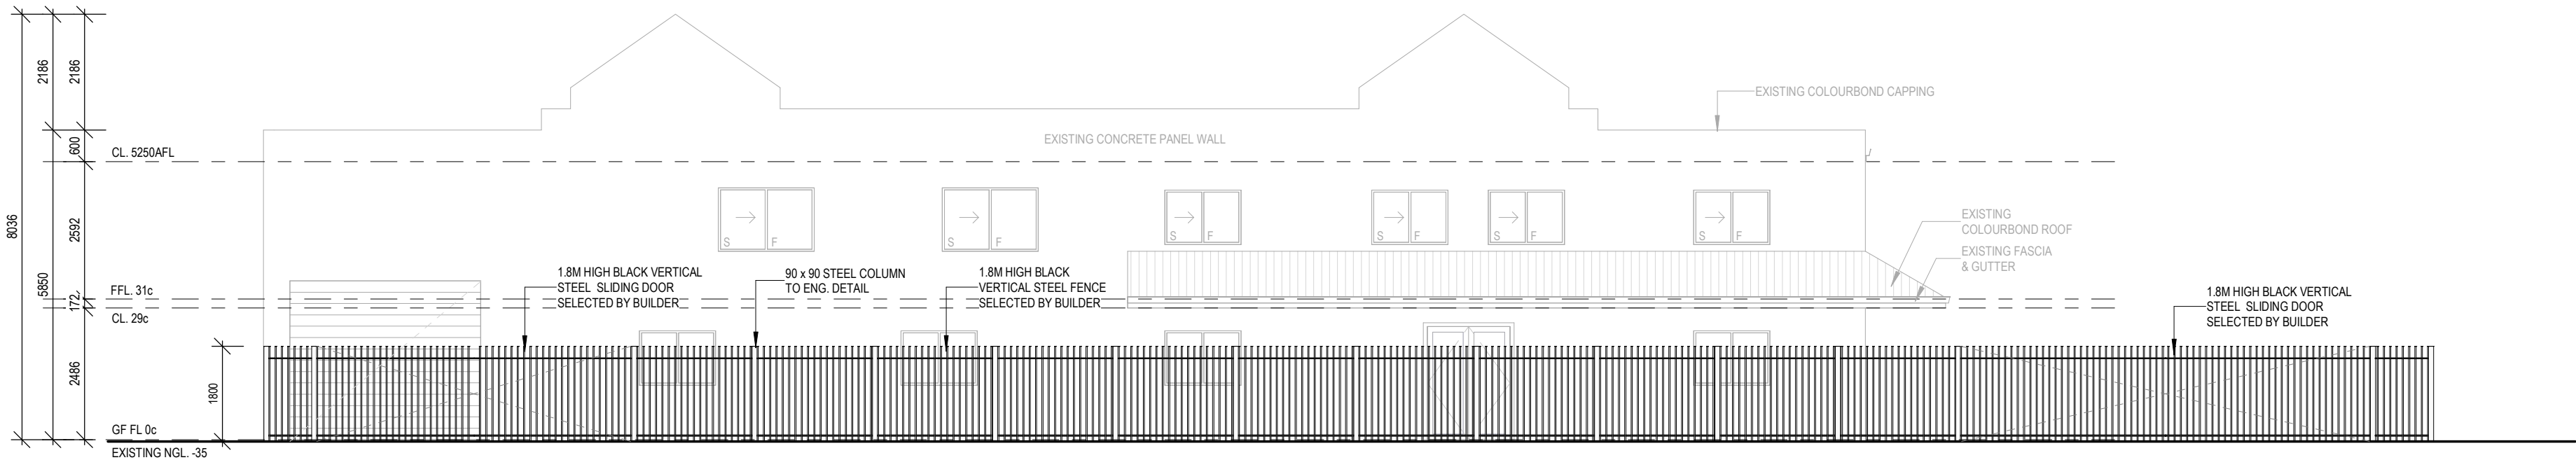 8036
2186
5850
2186
600
2592
172
2486
1800
CL. 5250AFL
FFL. 31c
CL. 29c
GF FL 0c
EXISTING NGL. -35
EXISTING CONCRETE PANEL WALL
EXISTING COLOURBOND CAPPING
S F
S F
S F
S F
S F
S F
EXISTING
COLOURBOND ROOF
EXISTING FASCIA
& GUTTER
1.8M HIGH BLACK VERTICAL
STEEL SLIDING DOOR
SELECTED BY BUILDER
90 x 90 STEEL COLUMN
TO ENG. DETAIL
1.8M HIGH BLACK
VERTICAL STEEL FENCE
SELECTED BY BUILDER
1.8M HIGH BLACK VERTICAL
STEEL SLIDING DOOR
SELECTED BY BUILDER